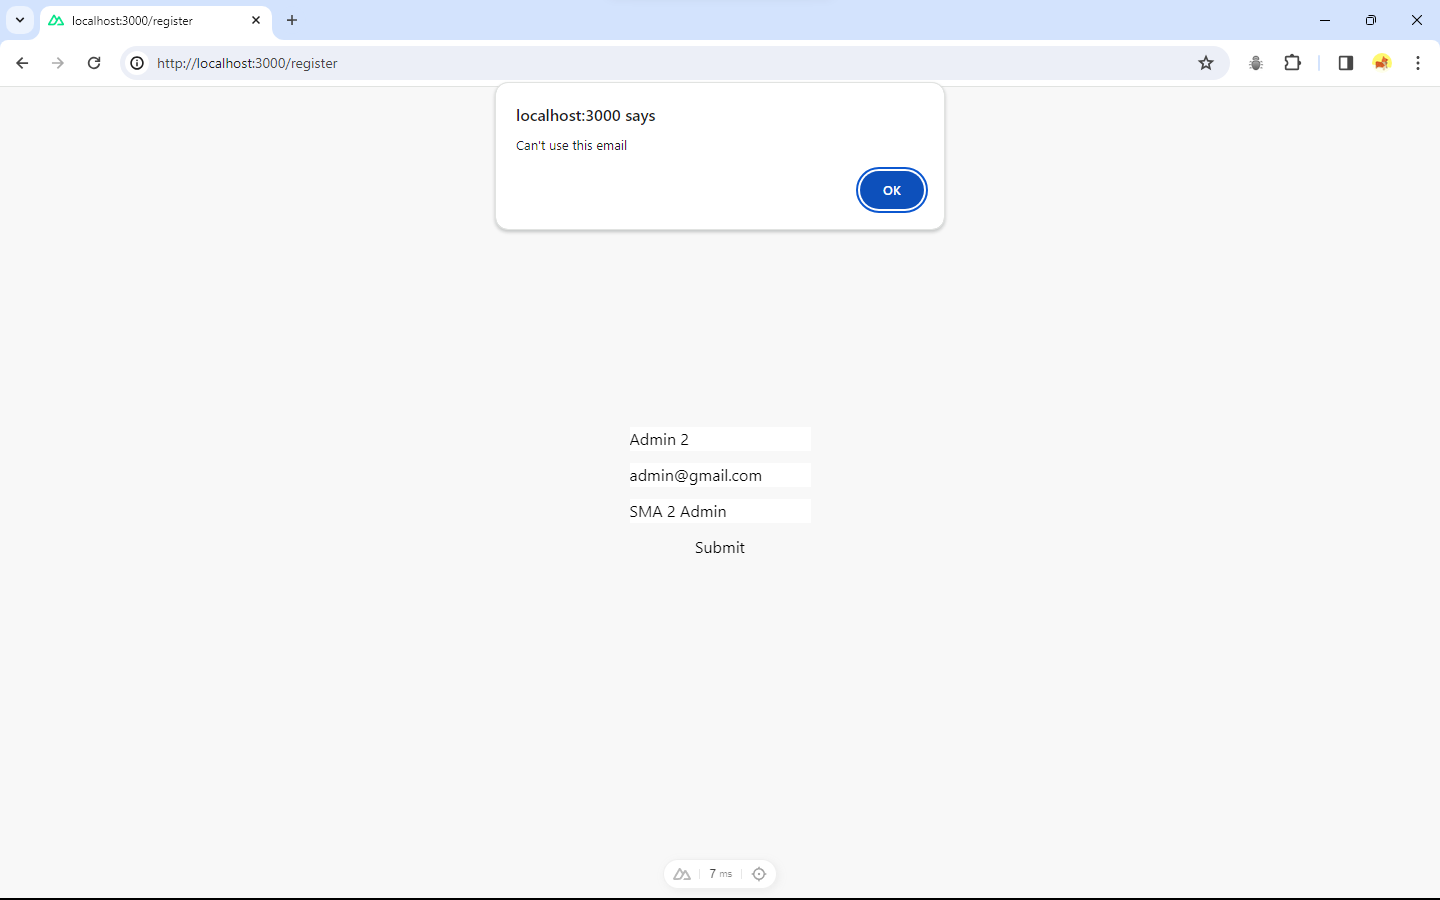 localhost:3000/register
http://localhost:3000/register
localhost:3000 says
Can't use this email
OK
Admin 2
admin@gmail.com
SMA 2 Admin
Submit
7 ms